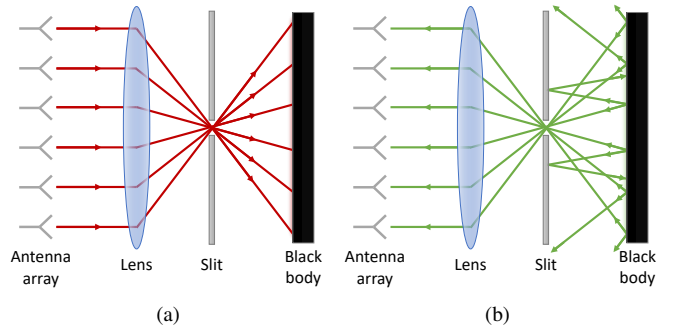 Antenna
array
Lens
Slit
Black
body
(a)
Antenna
array
Lens
Slit
Black
body
(b)